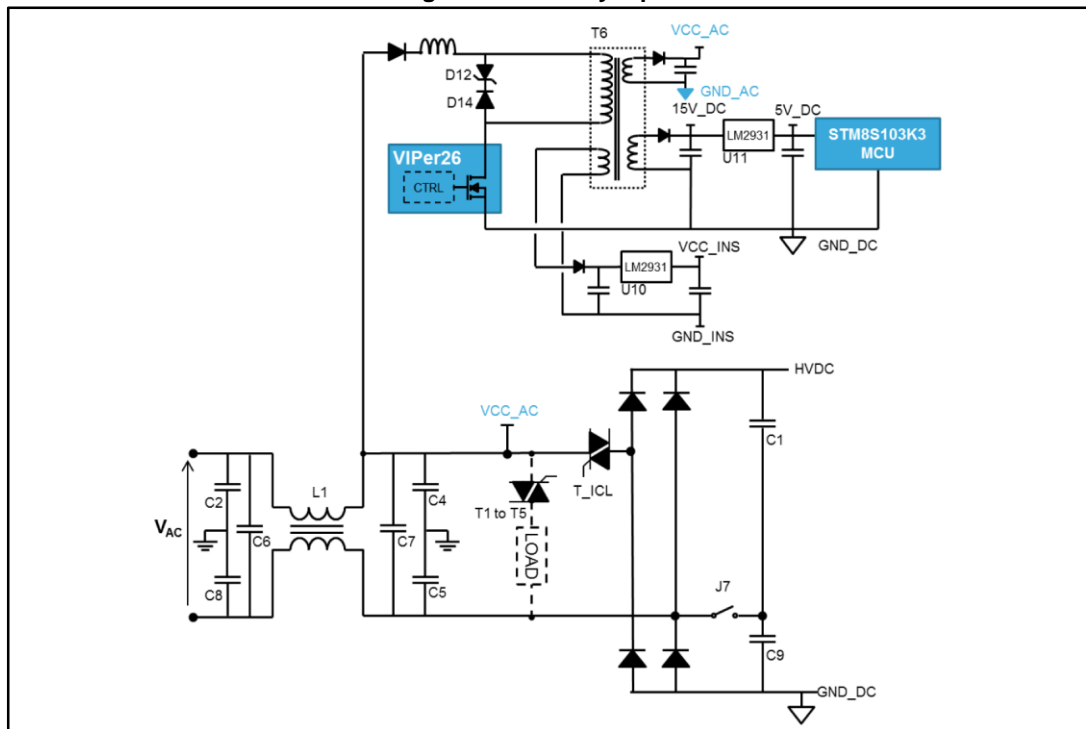 T6
VCC_AC
D12
D14
GND_AC
15V_DC
5V_DC
LM2931
U11
STM8S103K3
MCU
VIPer26
CTRL
GND_DC
VCC_INS
LM2931
U10
GND_INS
HVDC
VCC_AC
C1
T_ICL
L1
C2
C4
T1 to T5
VAC
C6
C7
LOAD
C8
C5
J7
C9
GND_DC